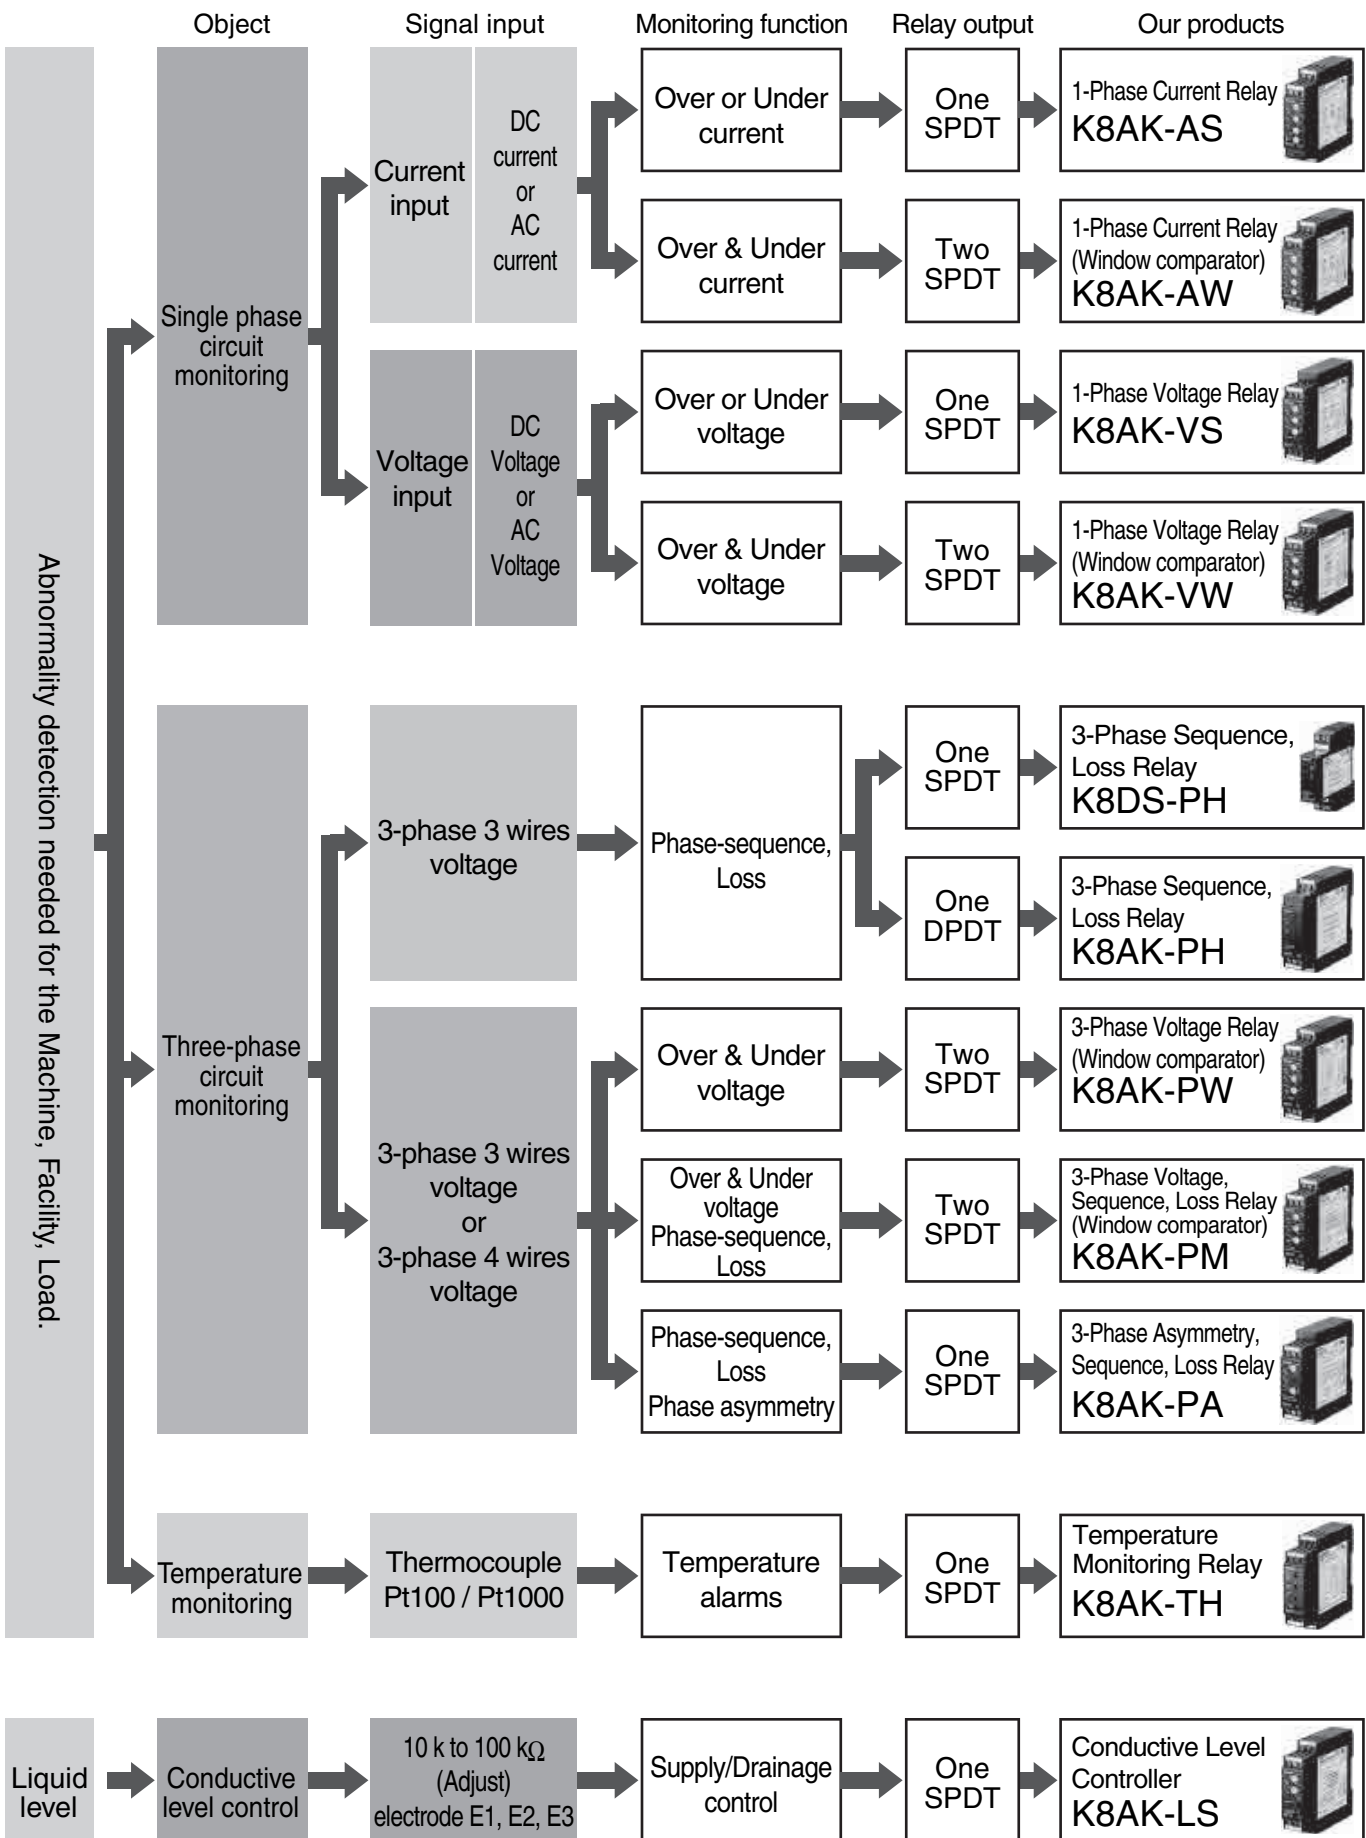 Object
Signal input
Monitoring function
Relay output
Our products
Abnormality detection needed for the Machine, Facility, Load.
Single phase
circuit
monitoring
Current
input
DC
current
or
AC
current
Over or Under
current
One
SPDT
1-Phase Current Relay
K8AK-AS
Over & Under
current
Two
SPDT
1-Phase Current Relay
(Window comparator)
K8AK-AW
Voltage
input
DC
Voltage
or
AC
Voltage
Over or Under
voltage
One
SPDT
1-Phase Voltage Relay
K8AK-VS
Over & Under
voltage
Two
SPDT
1-Phase Voltage Relay
(Window comparator)
K8AK-VW
Three-phase
circuit
monitoring
3-phase 3 wires
voltage
Phase-sequence,
Loss
One
SPDT
3-Phase Sequence,
Loss Relay
K8DS-PH
One
DPDT
3-Phase Sequence,
Loss Relay
K8AK-PH
3-phase 3 wires
voltage
or
3-phase 4 wires
voltage
Over & Under
voltage
Two
SPDT
3-Phase Voltage Relay
(Window comparator)
K8AK-PW
Over & Under
voltage
Phase-sequence,
Loss
Two
SPDT
3-Phase Voltage,
Sequence, Loss Relay
(Window comparator)
K8AK-PM
Phase-sequence,
Loss
Phase asymmetry
One
SPDT
3-Phase Asymmetry,
Sequence, Loss Relay
K8AK-PA
Temperature
monitoring
Thermocouple
Pt100 / Pt1000
Temperature
alarms
One
SPDT
Temperature
Monitoring Relay
K8AK-TH
Liquid
level
Conductive
level control
10 k to 100 kΩ
(Adjust)
electrode E1, E2, E3
Supply/Drainage
control
One
SPDT
Conductive Level
Controller
K8AK-LS